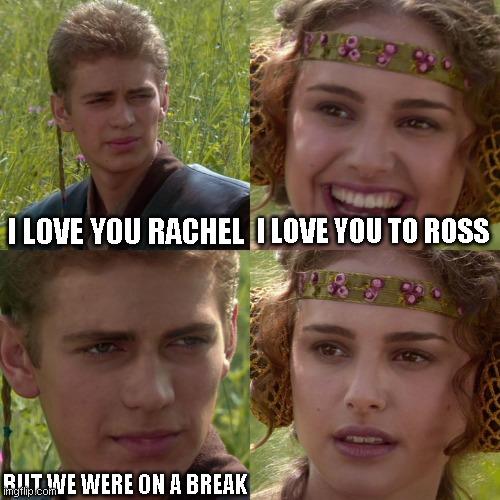 I LOVE YOU RACHEL
I LOVE YOU TO ROSS
BUT WE WERE ON A BREAK
imgflip.com